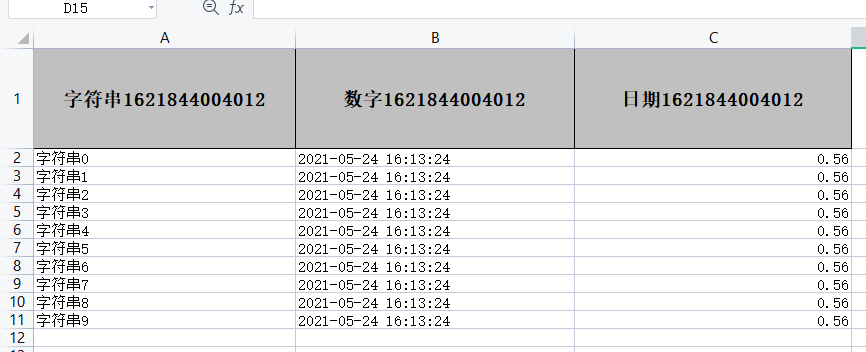 D15 fx
A B C
1 字符串1621844004012 数字1621844004012 日期1621844004012
2 字符串0 2021-05-24 16:13:24 0.56
3 字符串1 2021-05-24 16:13:24 0.56
4 字符串2 2021-05-24 16:13:24 0.56
5 字符串3 2021-05-24 16:13:24 0.56
6 字符串4 2021-05-24 16:13:24 0.56
7 字符串5 2021-05-24 16:13:24 0.56
8 字符串6 2021-05-24 16:13:24 0.56
9 字符串7 2021-05-24 16:13:24 0.56
10 字符串8 2021-05-24 16:13:24 0.56
11 字符串9 2021-05-24 16:13:24 0.56
12